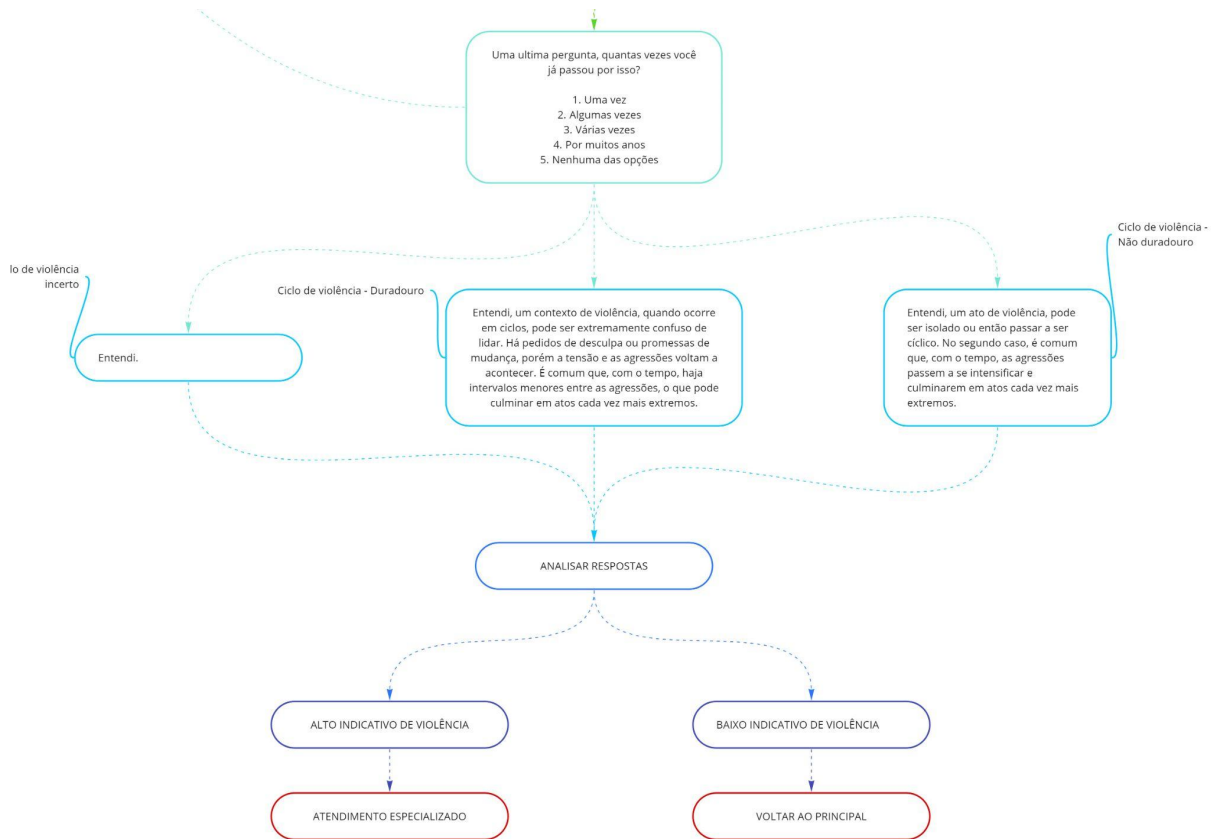 Uma ultima pergunta, quantas vezes você
já passou por isso?
1. Uma vez
2. Algumas vezes
3. Várias vezes
4. Por muitos anos
5. Nenhuma das opções
lo de violência
incerto
Entendi.
Ciclo de violência - Duradouro
Entendi, um contexto de violência, quando ocorre
em ciclos, pode ser extremamente confuso de
lidar. Há pedidos de desculpa ou promessas de
mudança, porém a tensão e as agressões voltam a
acontecer. É comum que, com o tempo, haja
intervalos menores entre as agressões, o que pode
culminar em atos cada vez mais extremos.
Ciclo de violência -
Não duradouro
Entendi, um ato de violência, pode
ser isolado ou então passar a ser
cíclico. No segundo caso, é comum
que, com o tempo, as agressões
passem a se intensificar e
culminarem em atos cada vez mais
extremos.
ANALISAR RESPOSTAS
ALTO INDICATIVO DE VIOLÊNCIA
BAIXO INDICATIVO DE VIOLÊNCIA
ATENDIMENTO ESPECIALIZADO
VOLTAR AO PRINCIPAL